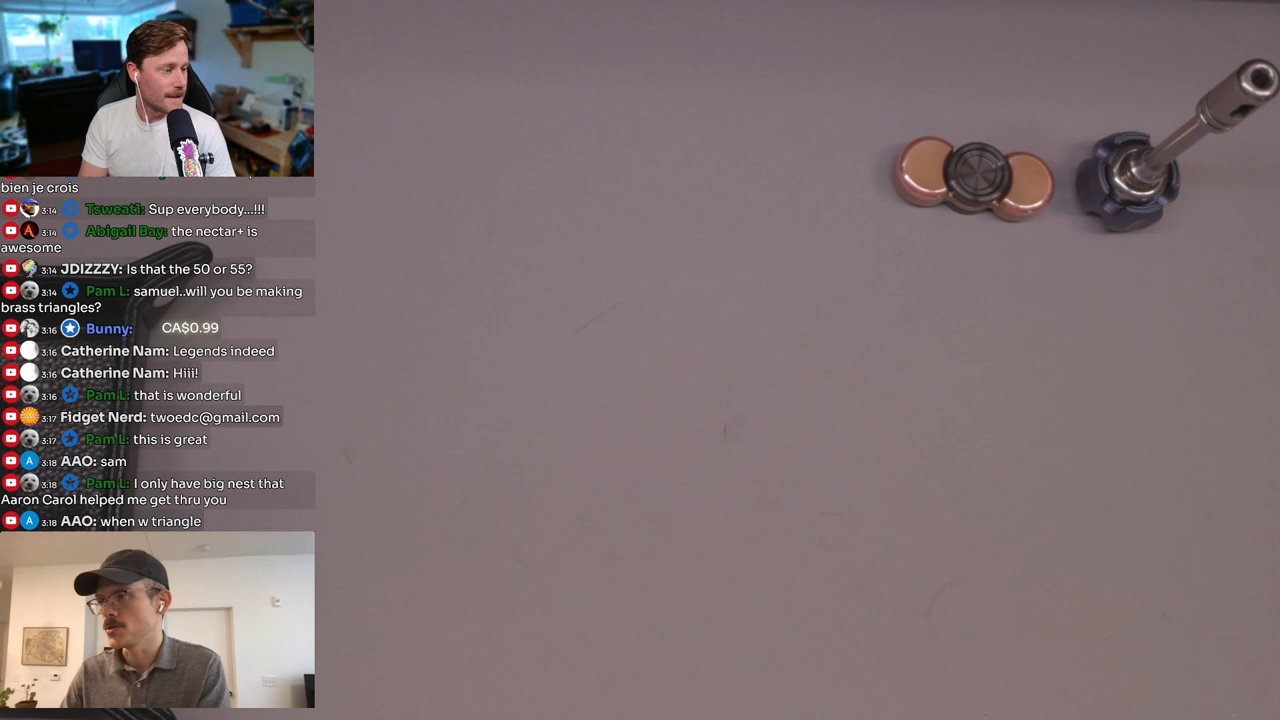 bien je crois
3:14 Tsweat1: Sup everybody...!!!
3:14 Abigail Bay: the nectar+ is
awesome
3:14 JDIZZZY: Is that the 50 or 55?
3:14 Pam L: samuel..will you be making
brass triangles?
3:16 Bunny: CA$0.99
3:16 Catherine Nam: Legends indeed
3:16 Catherine Nam: Hiii!
3:16 Pam L: that is wonderful
3:17 Fidget Nerd: twoedc@gmail.com
3:17 Pam L: this is great
3:18 AAO: sam
3:18 Pam L: I only have big nest that
Aaron Carol helped me get thru you
3:18 AAO: when w triangle